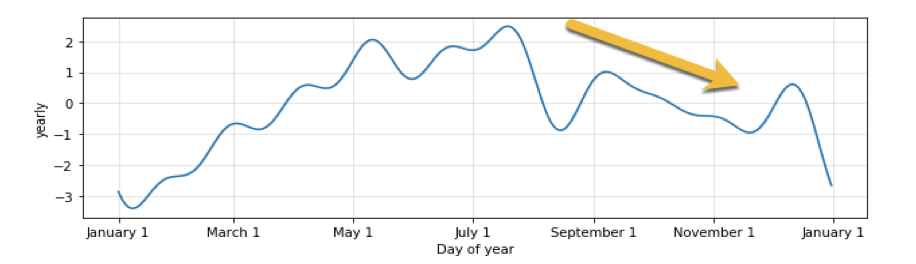 yearly
2
1
0
−1
−2
−3
January 1 March 1 May 1 July 1 September 1 November 1 January 1
Day of year